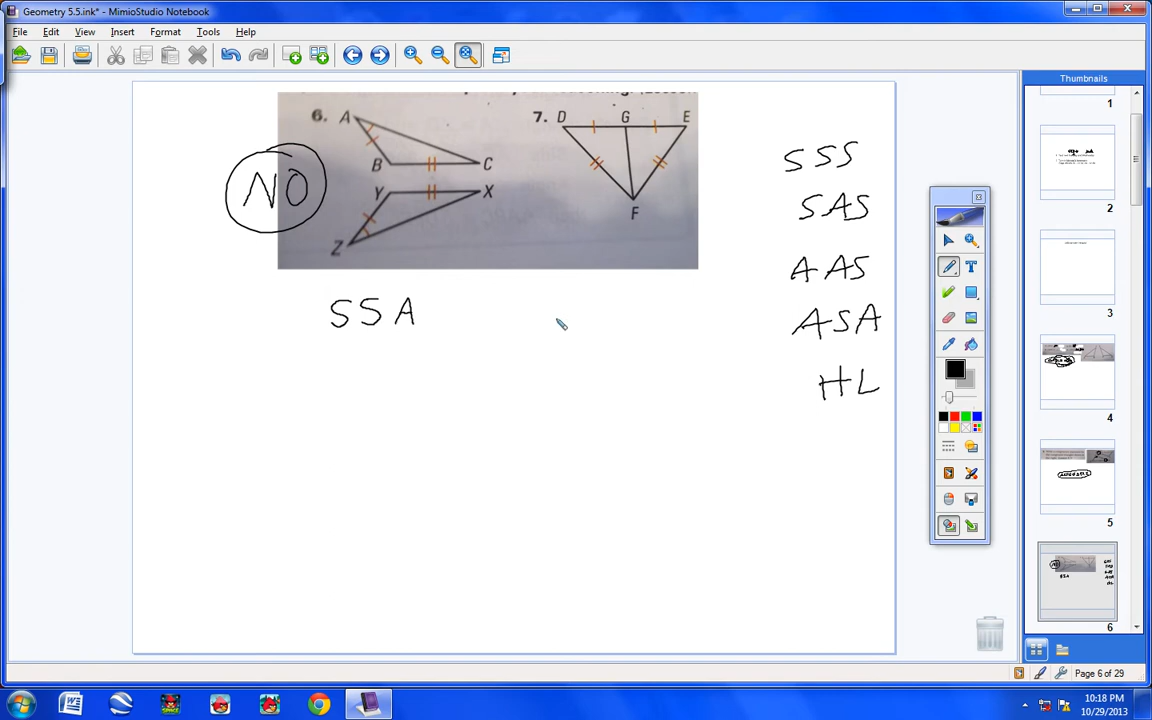 Geometry 5.5.ink* - MimioStudio Notebook
File Edit View Insert Format Tools Help
Thumbnails
1
2
3
4
5
6
6. A B C
Y X Z
7. D G E
F
NO
SSA
SSS
SAS
AAS
ASA
HL
Page 6 of 29
10:18 PM
10/29/2013